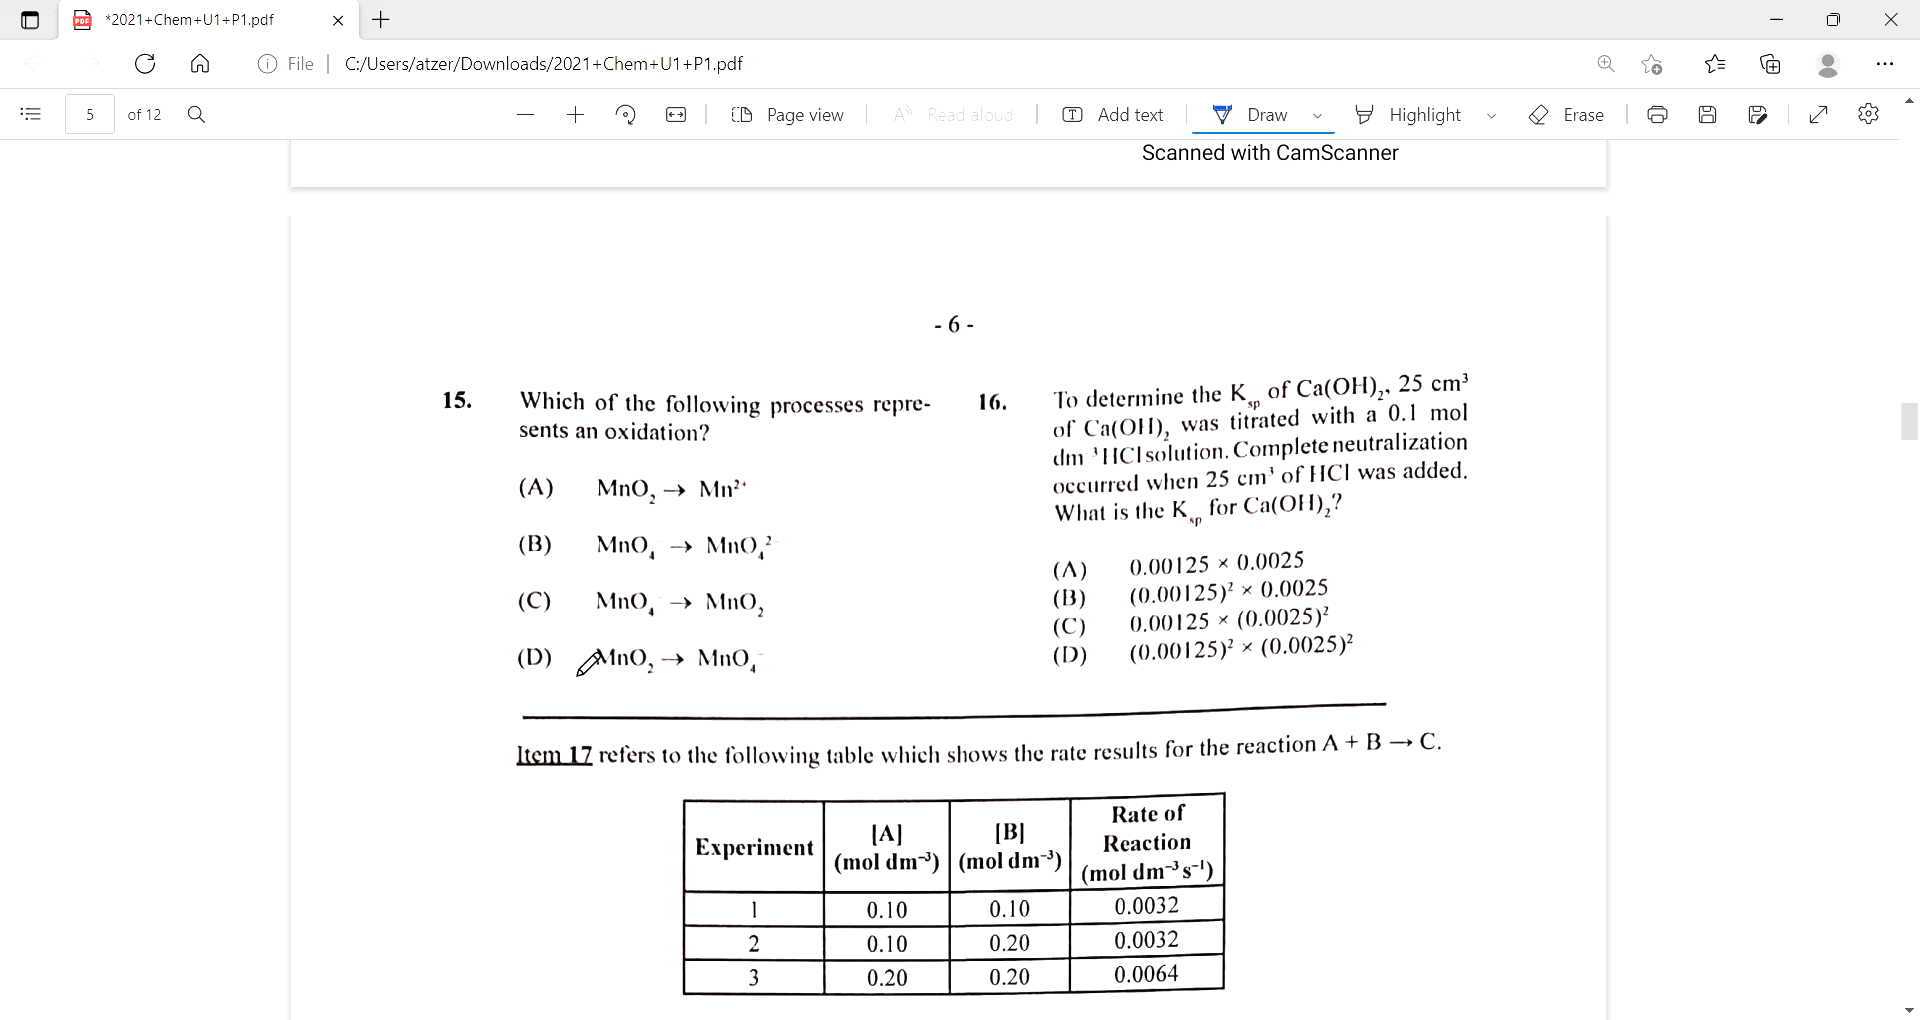 *2021+Chem+U1+P1.pdf
File
C:/Users/atzer/Downloads/2021+Chem+U1+P1.pdf
5 of 12
Page view
Read aloud
Add text
Draw
Highlight
Erase
Scanned with CamScanner
- 6 -
15. Which of the following processes repre-
sents an oxidation?
(A) MnO₂ → Mn²⁺
(B) MnO₄⁻ → MnO₄²
(C) MnO₄⁻ → MnO₂
(D) MnO₂ → MnO₄⁻
16. To determine the Kₛₚ of Ca(OH)₂, 25 cm³
of Ca(OH)₂ was titrated with a 0.1 mol
dm⁻³ HCl solution. Complete neutralization
occurred when 25 cm³ of HCl was added.
What is the Kₛₚ for Ca(OH)₂?
(A) 0.00125 × 0.0025
(B) (0.00125)² × 0.0025
(C) 0.00125 × (0.0025)²
(D) (0.00125)² × (0.0025)²
Item 17 refers to the following table which shows the rate results for the reaction A + B → C.
Experiment
[A]
(mol dm⁻³)
[B]
(mol dm⁻³)
Rate of
Reaction
(mol dm⁻³ s⁻¹)
1 0.10 0.10 0.0032
2 0.10 0.20 0.0032
3 0.20 0.20 0.0064